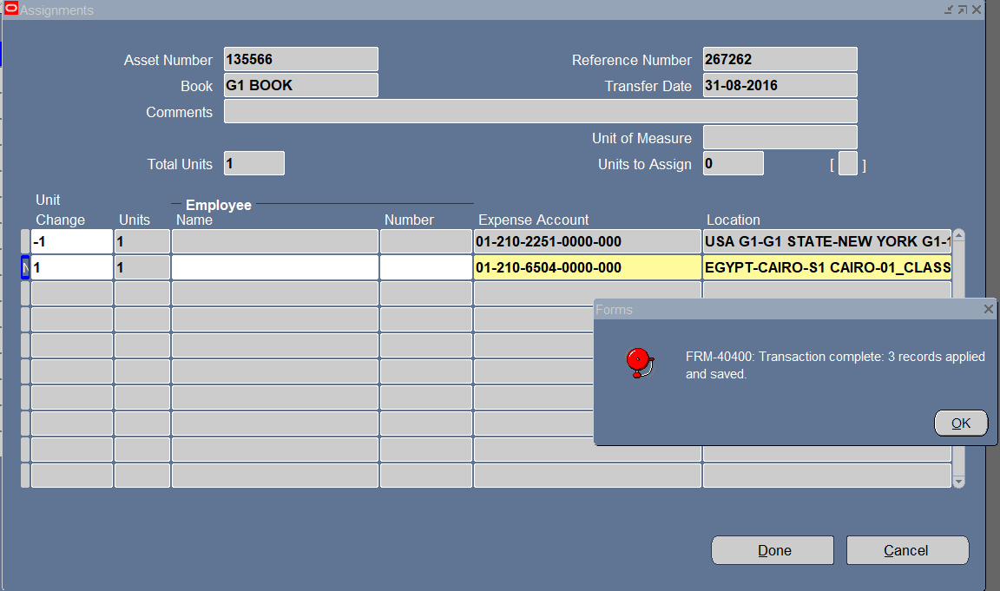 Assignments
Asset Number 135566 Reference Number 267262
Book G1 BOOK Transfer Date 31-08-2016
Comments
Unit of Measure
Total Units 1 Units to Assign 0 [ ]
Unit
Change Units Employee
Name Number Expense Account Location
-1 1 01-210-2251-0000-000 USA G1-G1 STATE-NEW YORK G1-1
1 1 01-210-6504-0000-000 EGYPT-CAIRO-S1 CAIRO-01_CLASS
Forms
FRM-40400: Transaction complete: 3 records applied
and saved.
OK
Done Cancel